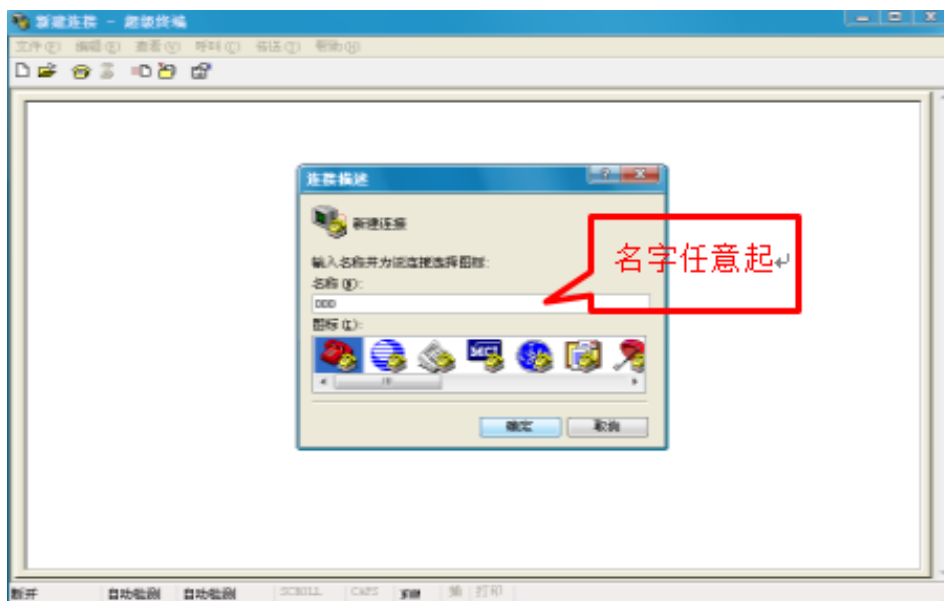 新建连接 - 超级终端
文件(F) 编辑(E) 查看(V) 呼叫(C) 传送(T) 帮助(H)
连接描述
新建连接
输入名称并为该连接选择图标:
名称(N):
000
图标(I):
MCI
确定 取消
名字任意起↵
断开 自动检测 自动检测 SCROLL CAPS NUM 捕 打印